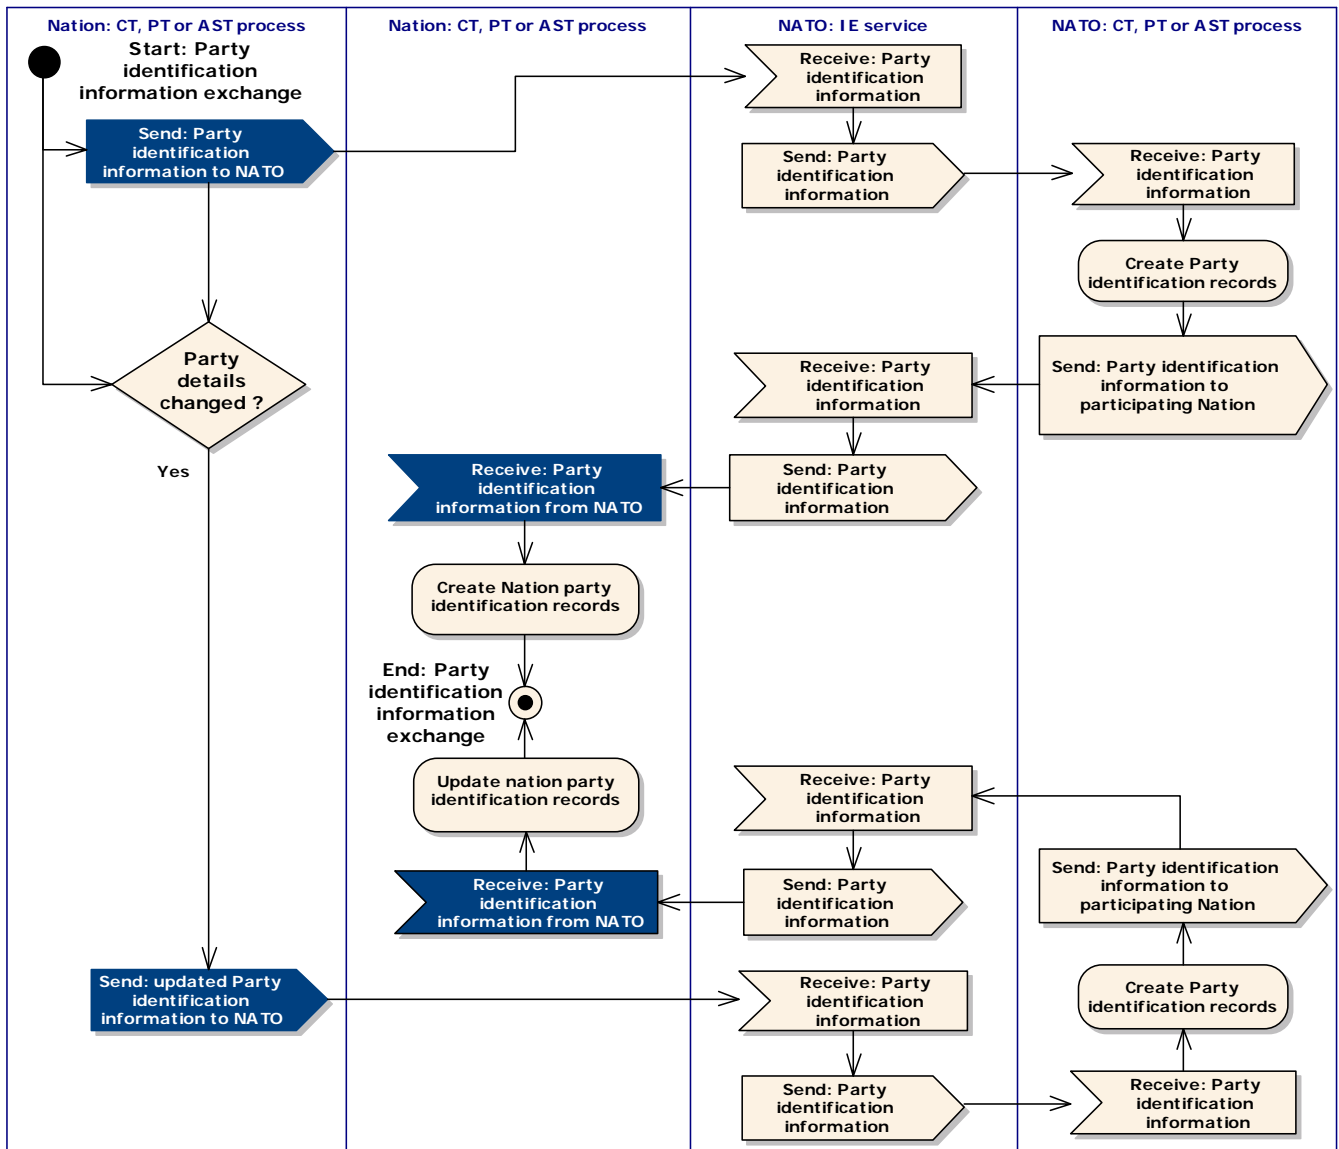 Nation: CT, PT or AST process
Nation: CT, PT or AST process
NATO: IE service
NATO: CT, PT or AST process
Start: Party
identification
information exchange
Send: Party
identification
information to NATO
Receive: Party
identification
information
Send: Party
identification
information
Receive: Party
identification
information
Create Party
identification records
Party
details
changed ?
Yes
Send: Party identification
information to
participating Nation
Receive: Party
identification
information
Send: Party
identification
information
Receive: Party
identification
information from NATO
Create Nation party
identification records
End: Party
identification
information
exchange
Update nation party
identification records
Receive: Party
identification
information from NATO
Receive: Party
identification
information
Send: Party
identification
information
Send: Party identification
information to
participating Nation
Send: updated Party
identification
information to NATO
Receive: Party
identification
information
Create Party
identification records
Send: Party
identification
information
Receive: Party
identification
information